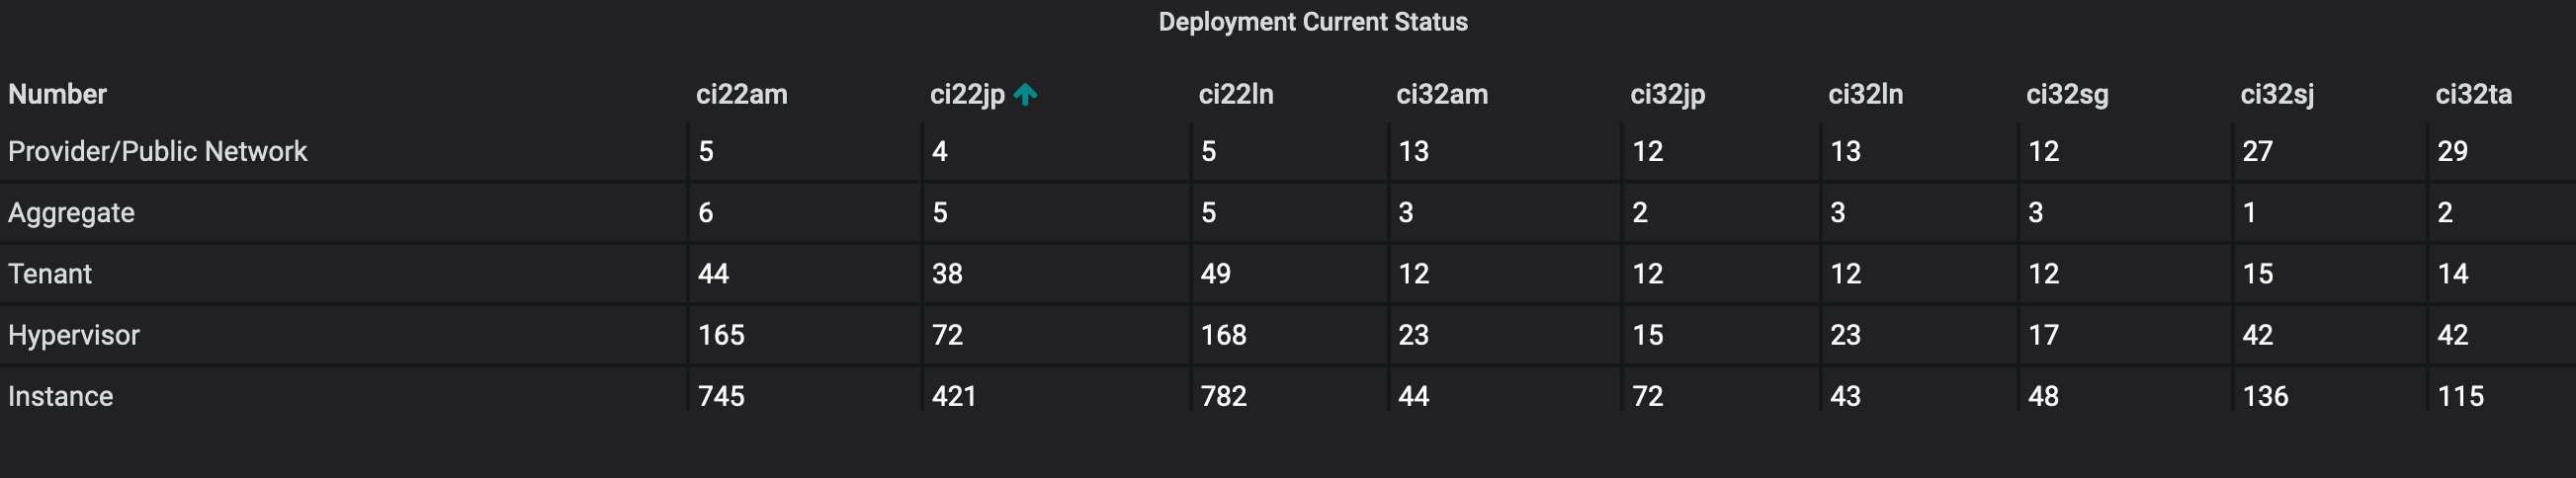 Deployment Current Status
Number ci22am ci22jp ci22ln ci32am ci32jp ci32ln ci32sg ci32sj ci32ta
Provider/Public Network 5 4 5 13 12 13 12 27 29
Aggregate 6 5 5 3 2 3 3 1 2
Tenant 44 38 49 12 12 12 12 15 14
Hypervisor 165 72 168 23 15 23 17 42 42
Instance 745 421 782 44 72 43 48 136 115